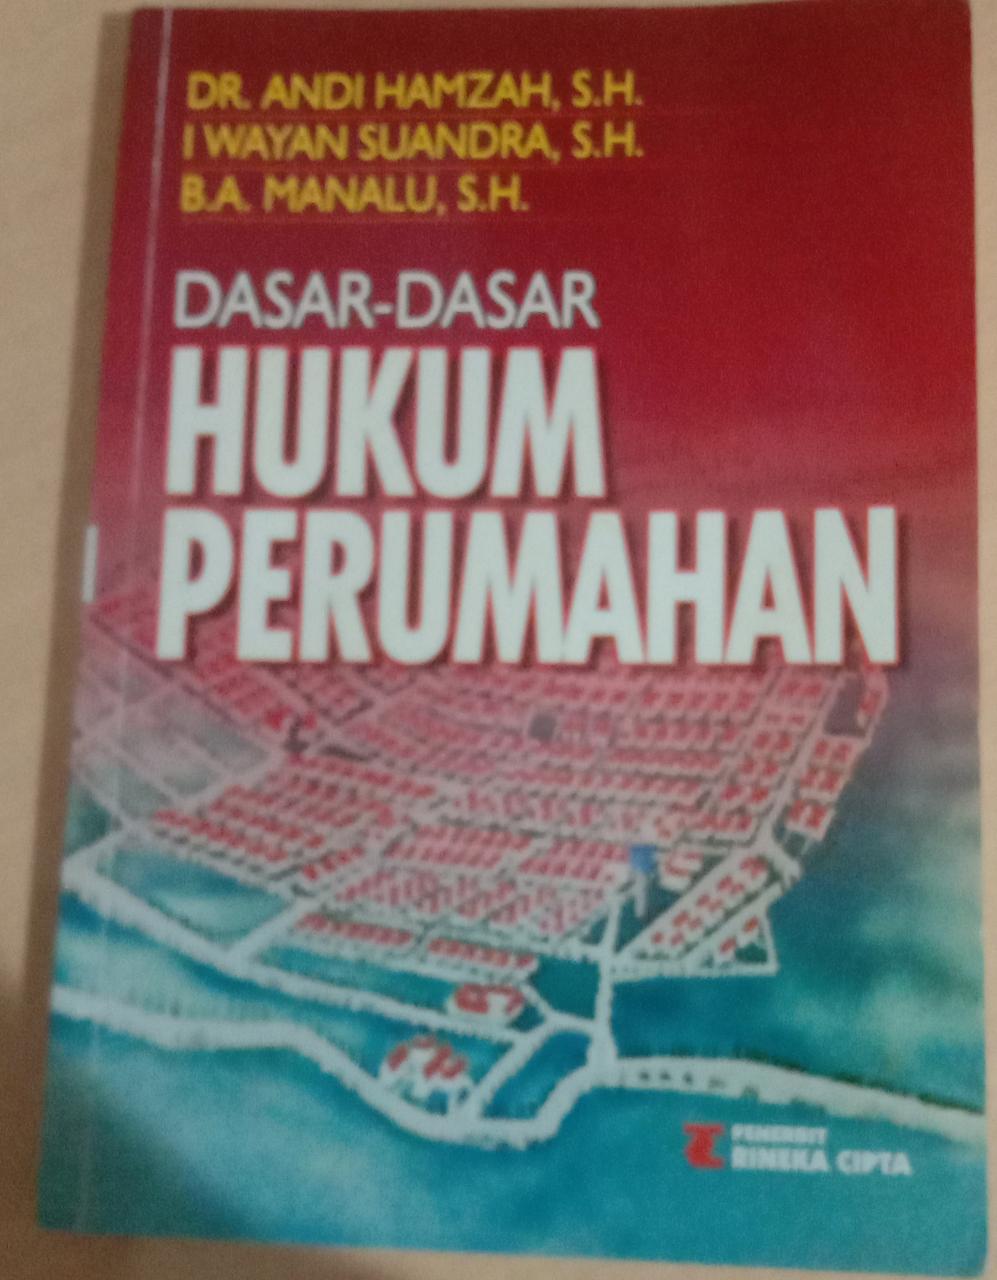 DR. ANDI HAMZAH, S.H.
I WAYAN SUANDRA, S.H.
B.A. MANALU, S.H.
DASAR-DASAR
HUKUM
PERUMAHAN
PENERBIT
RINEKA CIPTA